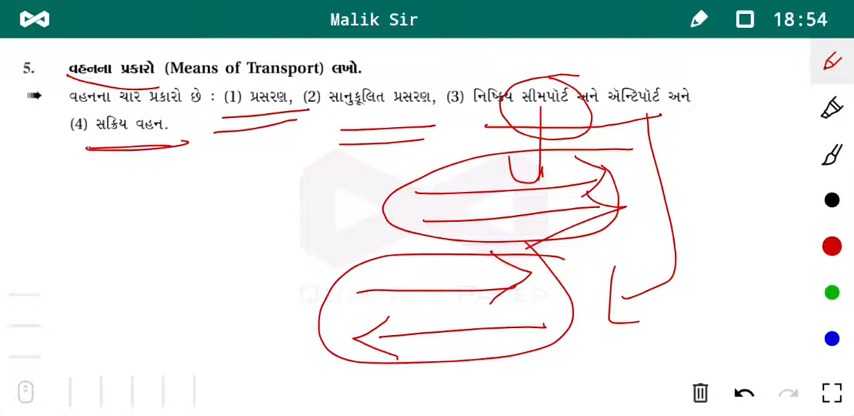 Malik Sir
18:54
5. વહનના પ્રકારો (Means of Transport) લખો.
➠ વહનના ચાર પ્રકારો છે : (1) પ્રસરણ, (2) સાનુકૂલિત પ્રસરણ, (3) નિષ્ક્રિય સીમપોર્ટ અને ઍન્ટિપૉર્ટ અને
(4) સક્રિય વહન.